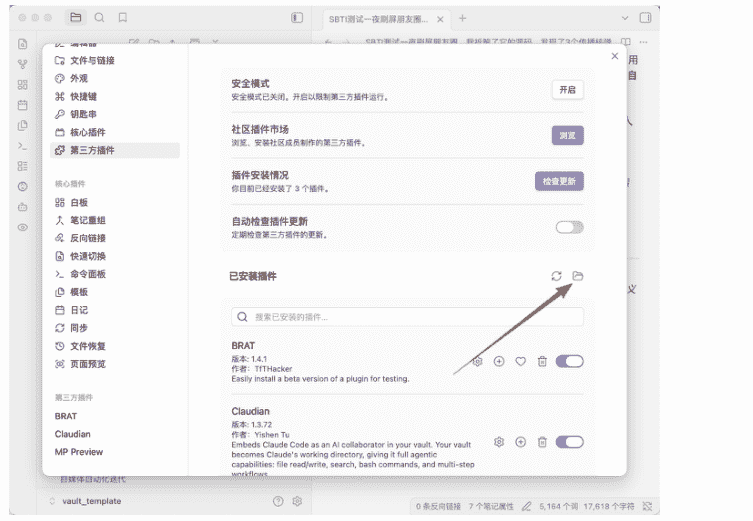 SBTI测试一夜刷屏朋友圈...
文件与链接
外观
快捷键
钥匙串
核心插件
第三方插件
核心插件
白板
笔记重组
反向链接
快速切换
命令面板
模板
日记
同步
文件恢复
页面预览
第三方插件
BRAT
Claudian
MP Preview
安全模式
安全模式已关闭。开启以限制第三方插件运行。
开启
社区插件市场
浏览、安装社区成员制作的第三方插件。
浏览
插件安装情况
你目前已经安装了 3 个插件。
检查更新
自动检查插件更新
定期检查第三方插件的更新。
已安装插件
搜索已安装的插件...
BRAT
版本: 1.4.1
作者: TfTHacker
Easily install a beta version of a plugin for testing.
Claudian
版本: 1.3.72
作者: Yishen Tu
Embeds Claude Code as an AI collaborator in your vault. Your vault
becomes Claude's working directory, giving it full agentic
capabilities: file read/write, search, bash commands, and multi-step
workflows
用
自
人
义
自媒体自动化迭代
vault_template
0 条反向链接 7 个笔记属性 5,164 个词 17,618 个字符